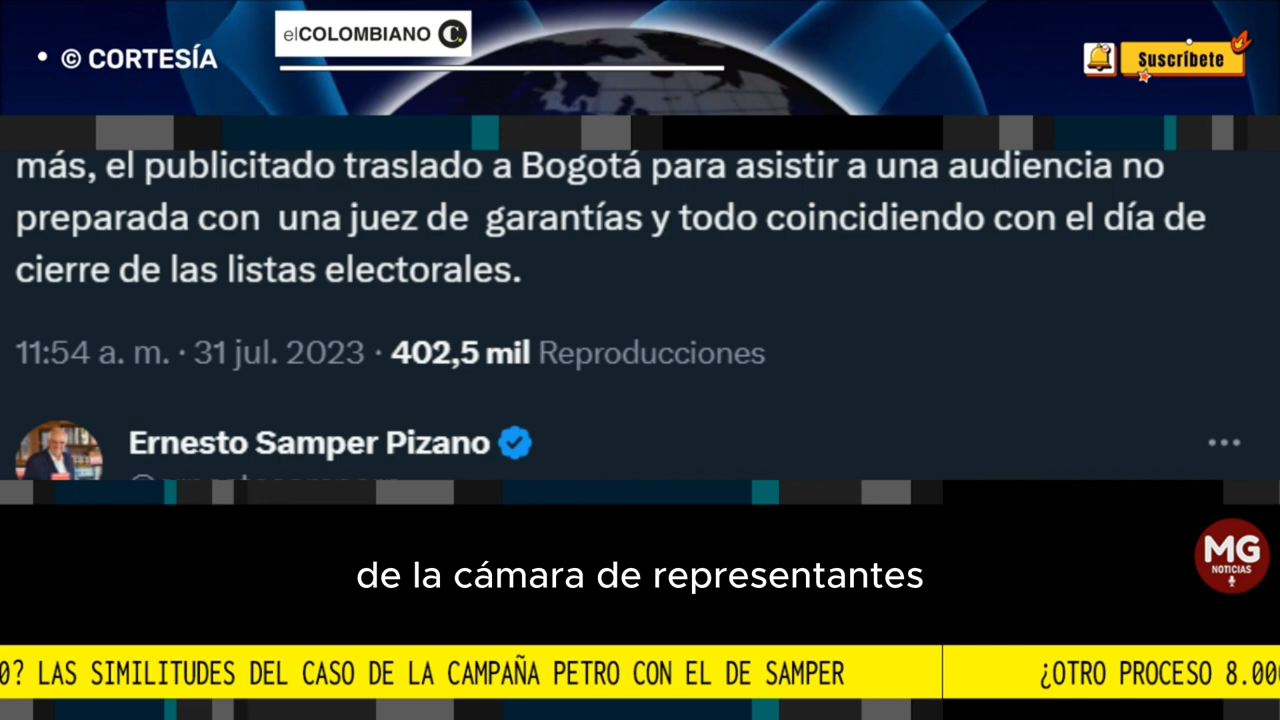 elCOLOMBIANO
• © CORTESÍA
Suscríbete
más, el publicitado traslado a Bogotá para asistir a una audiencia no
preparada con una juez de garantías y todo coincidiendo con el día de
cierre de las listas electorales.
11:54 a. m. · 31 jul. 2023 · 402,5 mil Reproducciones
Ernesto Samper Pizano
MG
NOTICIAS
de la cámara de representantes
0? LAS SIMILITUDES DEL CASO DE LA CAMPAÑA PETRO CON EL DE SAMPER
¿OTRO PROCESO 8.00